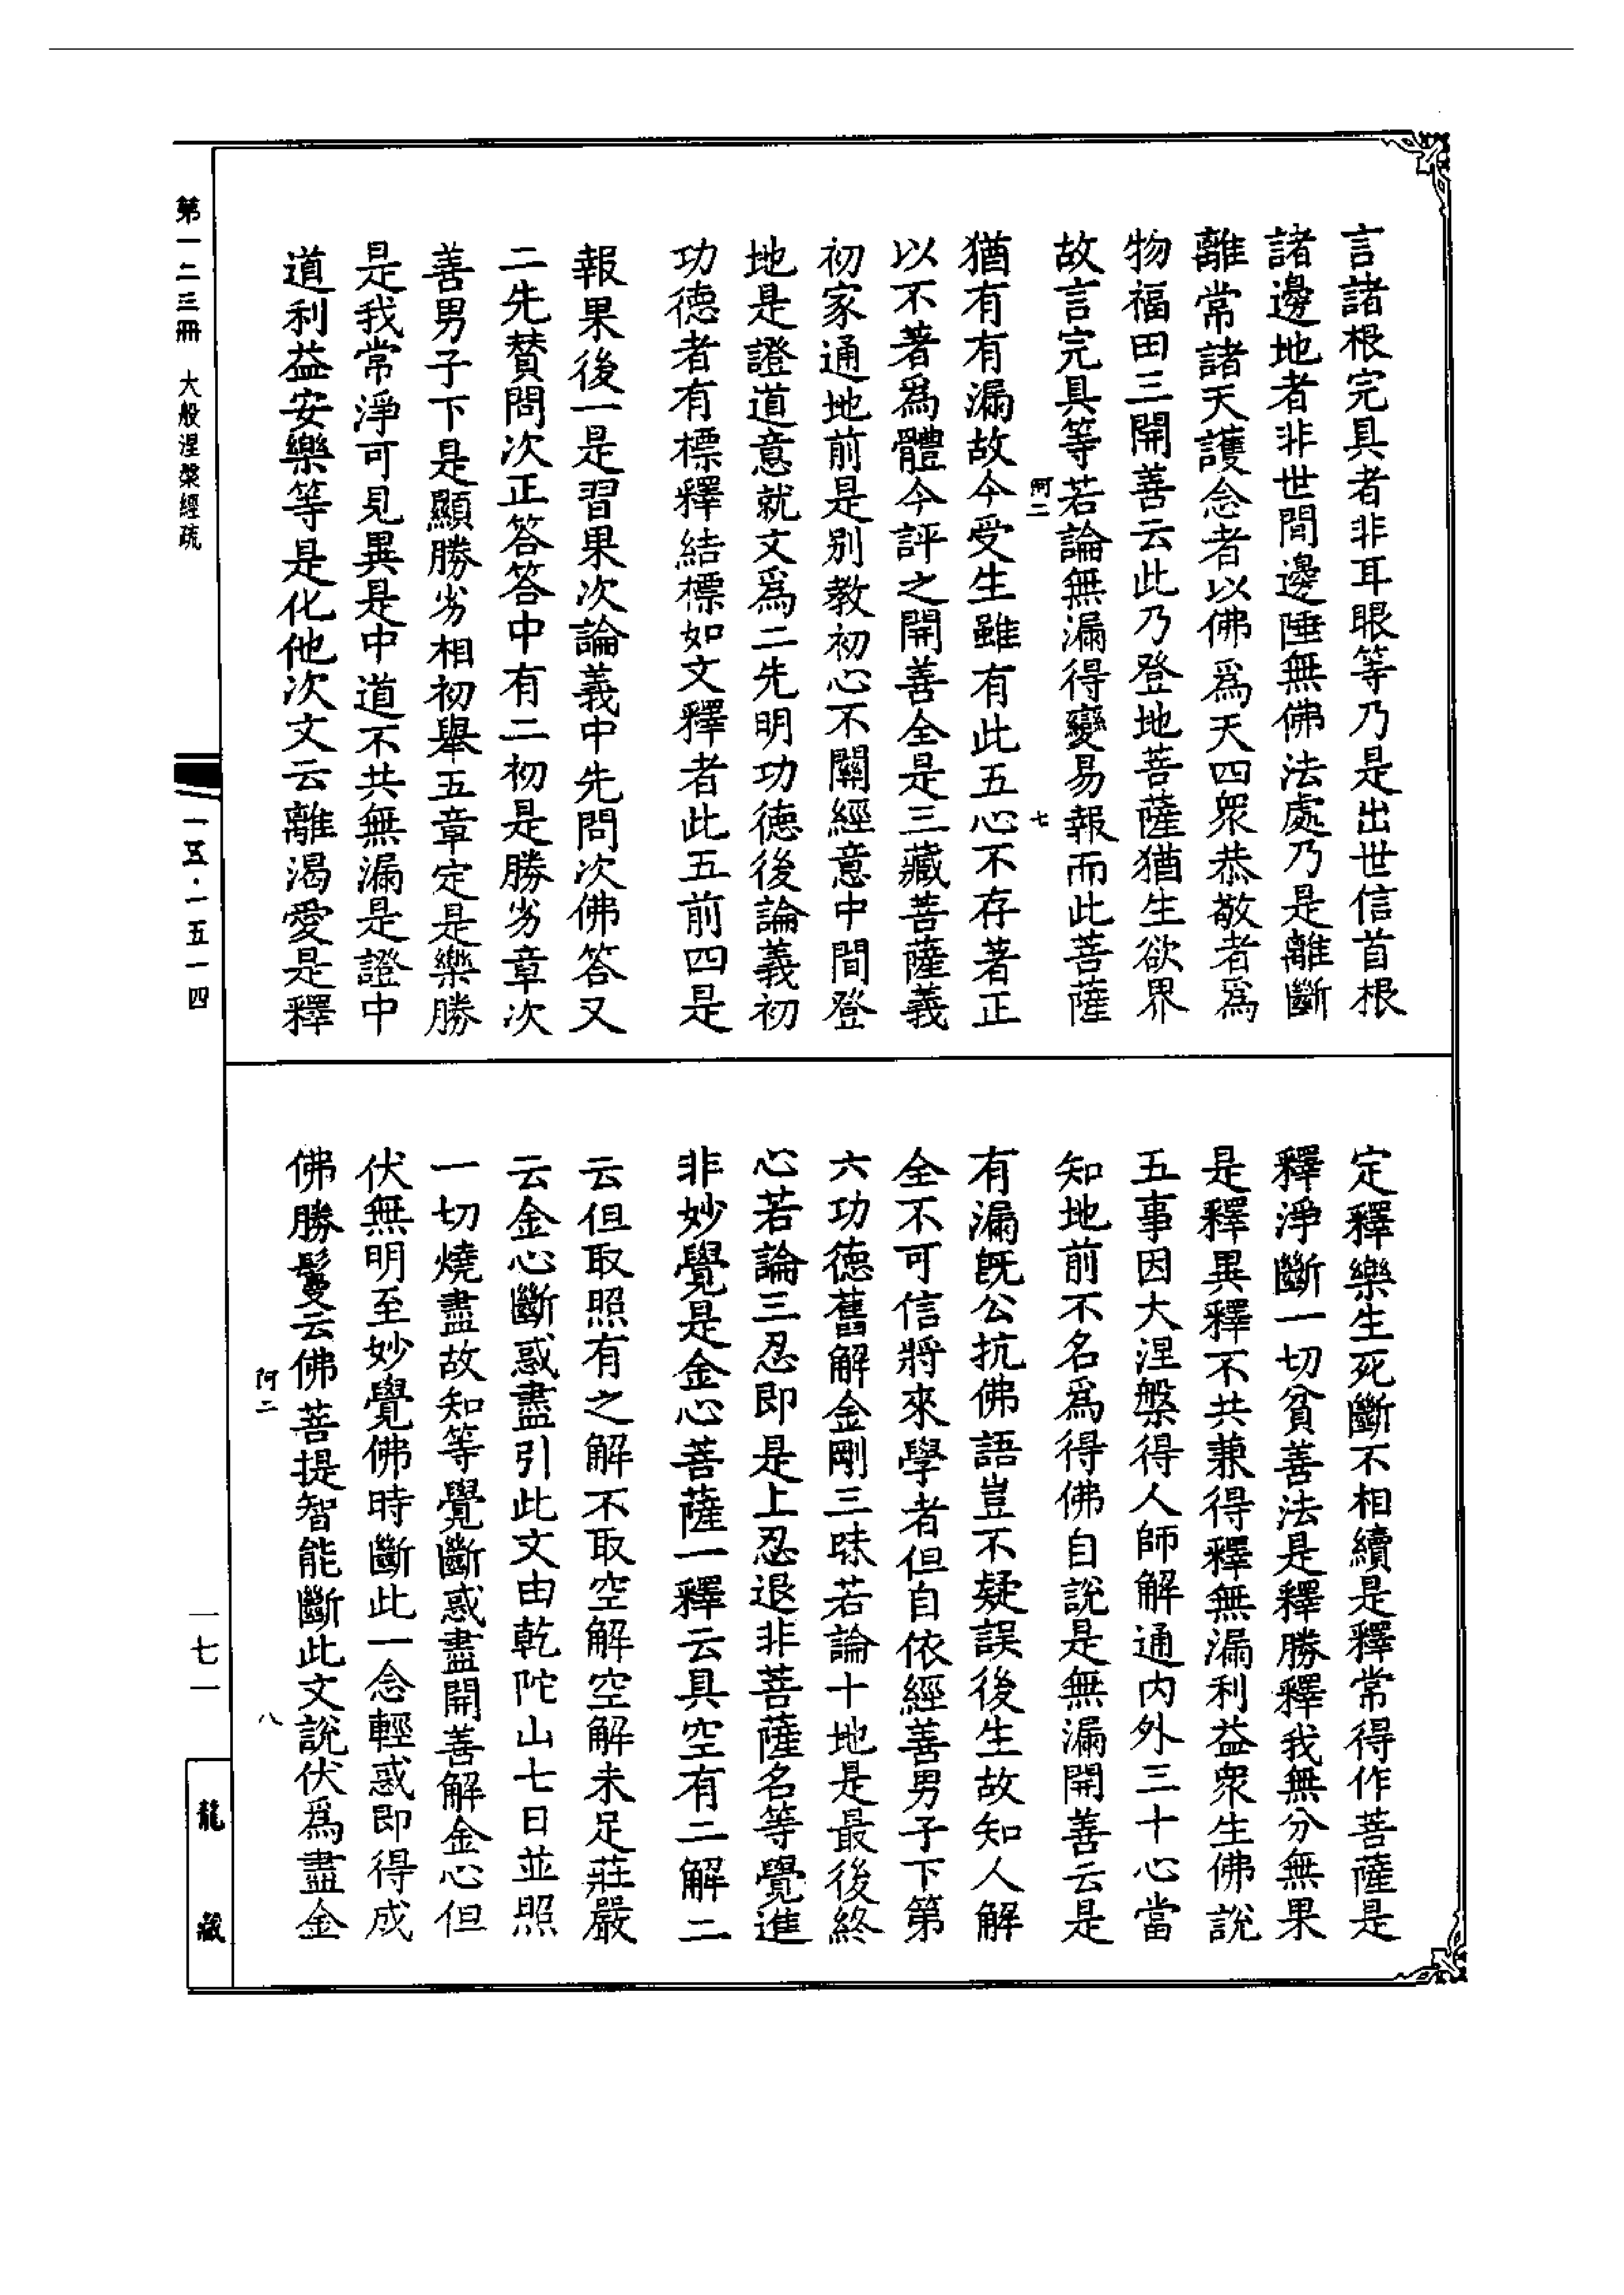 言諸根完具者非耳眼等乃是出世信首根
諸邊地者非世間邊陲無佛法處乃是離斷
離常諸天護念者以佛爲天四衆恭敬者爲
物福田三開善云此乃登地菩薩猶生欲界
故言完具等若論無漏得變易報而此菩薩
阿二
七
猶有有漏故今受生雖有此五心不存著正
以不著爲體今評之開善全是三藏菩薩義
初家通地前是別教初心不關經意中間登
地是證道意就文爲二先明功德後論義初
功德者有標釋結標如文釋者此五前四是
報果後一是習果次論義中先問次佛答又
二先贊問次正答答中有二初是勝劣章次
善男子下是顯勝劣相初舉五章定是樂勝
是我常淨可見異是中道不共無漏是證中
道利益安樂等是化他次文云離渴愛是釋
定釋樂生死斷不相續是釋常得作菩薩是
釋淨斷一切貧善法是釋勝釋我無分無果
是釋異釋不共兼得釋無漏利益衆生佛說
五事因大涅槃得人師解通内外三十心當
知地前不名爲得佛自說是無漏開善云是
有漏旣公抗佛語豈不疑誤後生故知人解
全不可信將來學者但自依經善男子下第
六功德舊解金剛三昧若論十地是最後終
心若論三忍即是上忍退非菩薩名等覺進
非妙覺是金心菩薩一釋云具空有二解二
云但取照有之解不取空解空解未足莊嚴
云金心斷惑盡引此文由乾陀山七日並照
一切燒盡故知等覺斷惑盡開善解金心但
伏無明至妙覺佛時斷此一念輕惑即得成
佛勝鬘云佛菩提智能斷此文說伏爲盡金
阿二
八
第一二三冊 大般涅槃經疏
一五·一五一四
一七一
龍藏